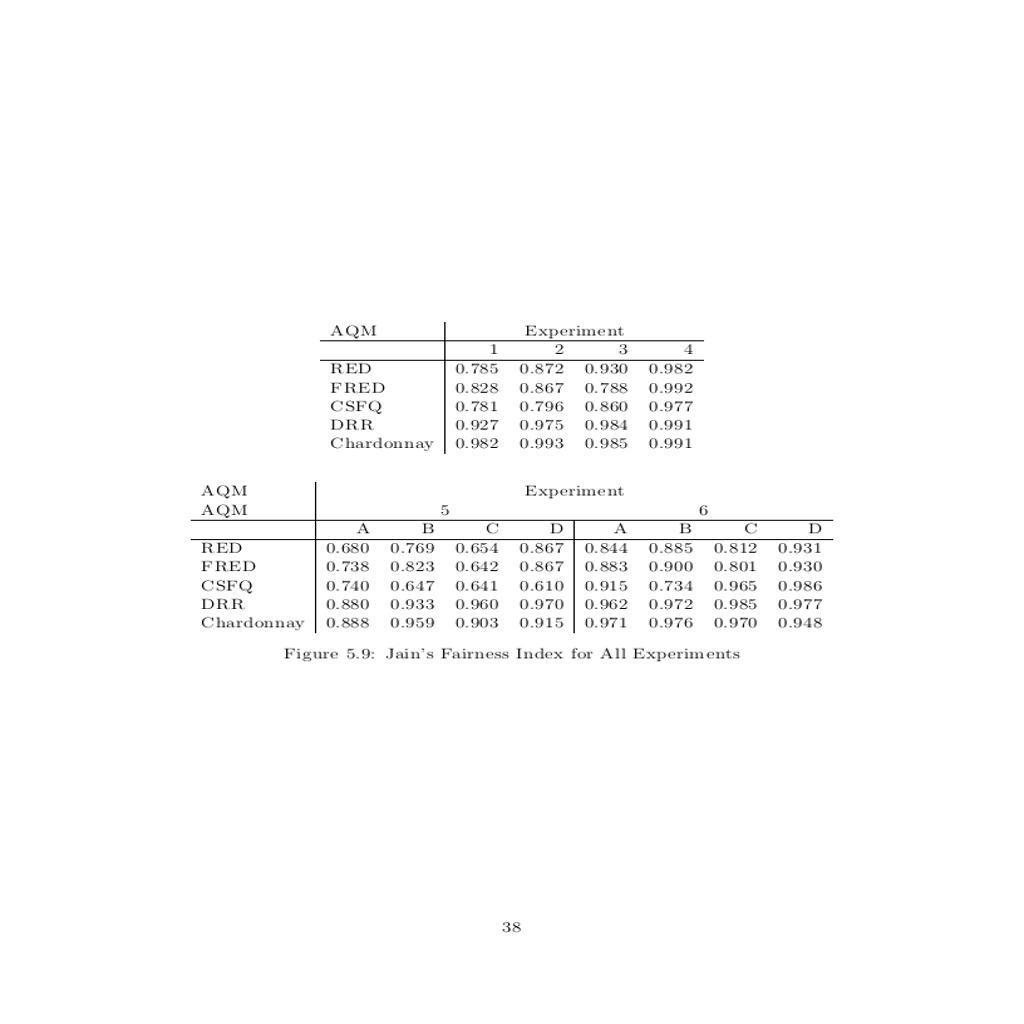 AQM Experiment
1 2 3 4
RED 0.785 0.872 0.930 0.982
FRED 0.828 0.867 0.788 0.992
CSFQ 0.781 0.796 0.860 0.977
DRR 0.927 0.975 0.984 0.991
Chardonnay 0.982 0.993 0.985 0.991
AQM Experiment
AQM 5 6
A B C D A B C D
RED 0.680 0.769 0.654 0.867 0.844 0.885 0.812 0.931
FRED 0.738 0.823 0.642 0.867 0.883 0.900 0.801 0.930
CSFQ 0.740 0.647 0.641 0.610 0.915 0.734 0.965 0.986
DRR 0.880 0.933 0.960 0.970 0.962 0.972 0.985 0.977
Chardonnay 0.888 0.959 0.903 0.915 0.971 0.976 0.970 0.948
Figure 5.9: Jain's Fairness Index for All Experiments
38